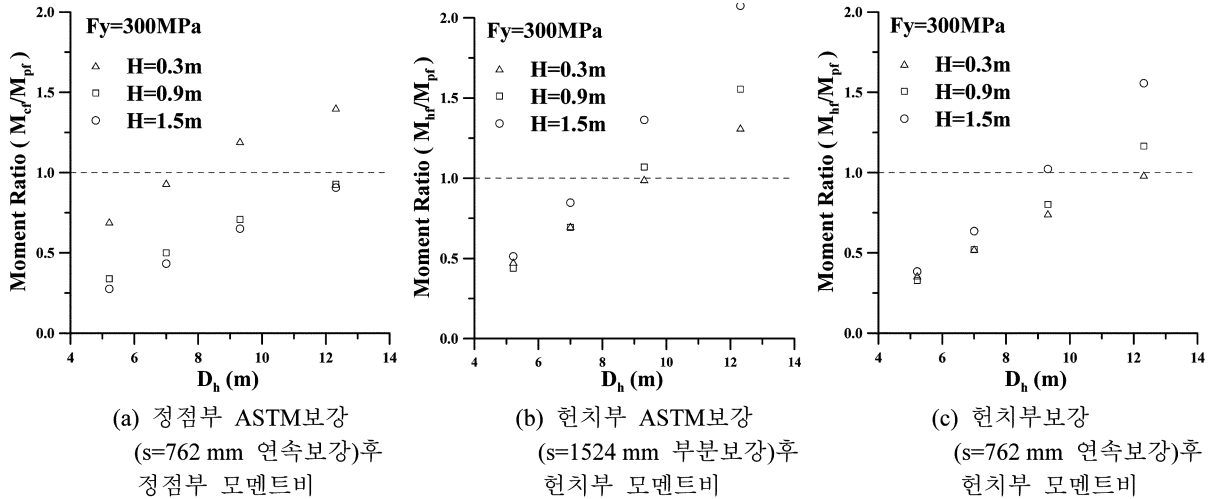 2.0
1.5
1.0
0.5
0.0
Moment Ratio ( Mcf/Mpf)
Fy=300MPa
H=0.3m
H=0.9m
H=1.5m
4 6 8 10 12 14
Dh (m)
(a) 정점부 ASTM보강
(s=762 mm 연속보강)후
정점부 모멘트비
2.0
1.5
1.0
0.5
0.0
Moment Ratio ( Mhf/Mpf)
Fy=300MPa
H=0.3m
H=0.9m
H=1.5m
4 6 8 10 12 14
Dh (m)
(b) 헌치부 ASTM보강
(s=1524 mm 부분보강)후
헌치부 모멘트비
2.0
1.5
1.0
0.5
0.0
Moment Ratio ( Mhf/Mpf)
Fy=300MPa
H=0.3m
H=0.9m
H=1.5m
4 6 8 10 12 14
Dh (m)
(c) 헌치부보강
(s=762 mm 연속보강)후
헌치부 모멘트비